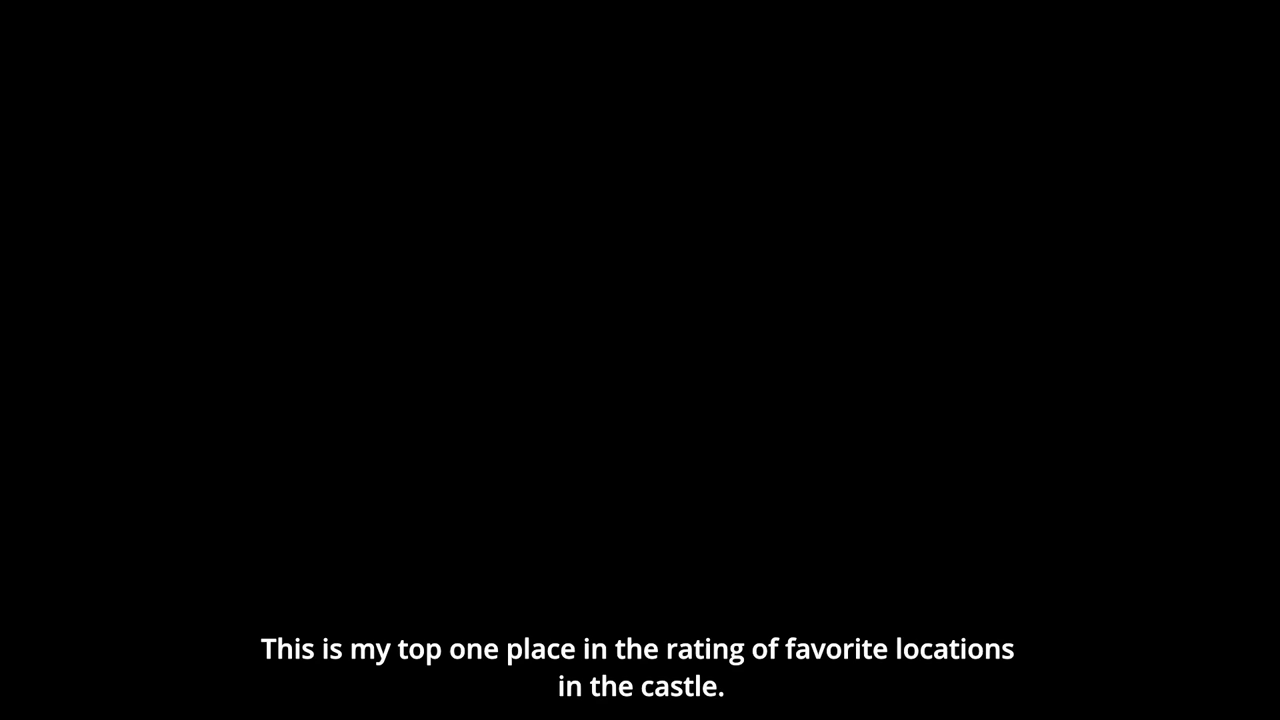 This is my top one place in the rating of favorite locations
in the castle.